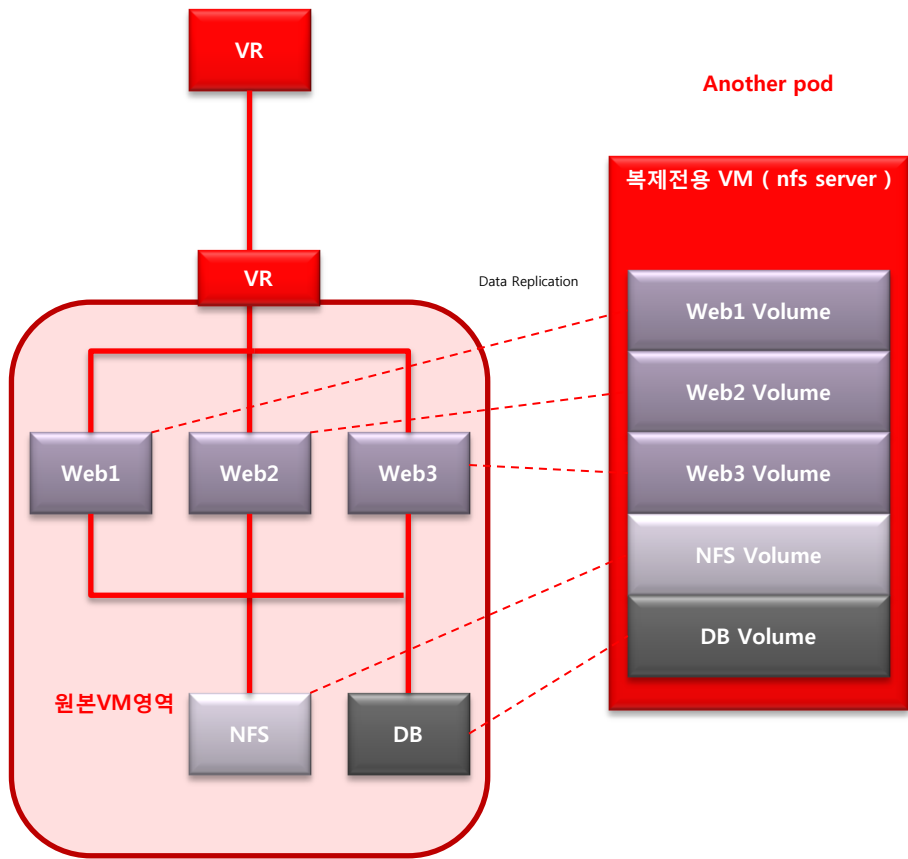 VR
Another pod
복제전용 VM ( nfs server )
VR
Data Replication
Web1 Volume
Web2 Volume
Web3 Volume
NFS Volume
DB Volume
Web1
Web2
Web3
원본VM영역
NFS
DB